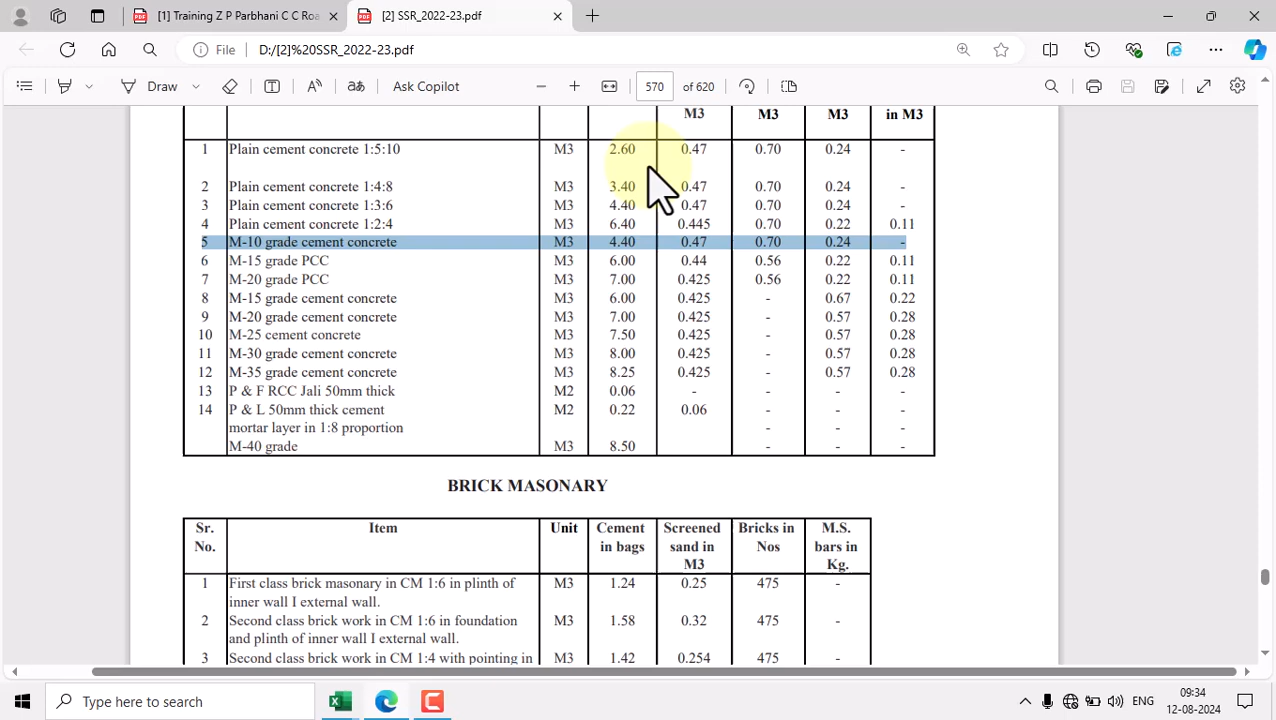 [1] Training Z P Parbhani C C Roa
[2] SSR_2022-23.pdf
File D:/[2]%20SSR_2022-23.pdf
Draw aあ Ask Copilot 570 of 620
M3 M3 M3 in M3
1 Plain cement concrete 1:5:10 M3 2.60 0.47 0.70 0.24 -
2 Plain cement concrete 1:4:8 M3 3.40 0.47 0.70 0.24 -
3 Plain cement concrete 1:3:6 M3 4.40 0.47 0.70 0.24 -
4 Plain cement concrete 1:2:4 M3 6.40 0.445 0.70 0.22 0.11
5 M-10 grade cement concrete M3 4.40 0.47 0.70 0.24 -
6 M-15 grade PCC M3 6.00 0.44 0.56 0.22 0.11
7 M-20 grade PCC M3 7.00 0.425 0.56 0.22 0.11
8 M-15 grade cement concrete M3 6.00 0.425 - 0.67 0.22
9 M-20 grade cement concrete M3 7.00 0.425 - 0.57 0.28
10 M-25 cement concrete M3 7.50 0.425 - 0.57 0.28
11 M-30 grade cement concrete M3 8.00 0.425 - 0.57 0.28
12 M-35 grade cement concrete M3 8.25 0.425 - 0.57 0.28
13 P & F RCC Jali 50mm thick M2 0.06 - - - -
14 P & L 50mm thick cement M2 0.22 0.06 - - -
mortar layer in 1:8 proportion - - -
M-40 grade M3 8.50 - - -
BRICK MASONARY
Sr. Item Unit Cement Screened Bricks in M.S.
No. in bags sand in Nos bars in
M3 Kg.
1 First class brick masonary in CM 1:6 in plinth of M3 1.24 0.25 475 -
inner wall I external wall.
2 Second class brick work in CM 1:6 in foundation M3 1.58 0.32 475 -
and plinth of inner wall I external wall.
3 Second class brick work in CM 1:4 with pointing in M3 1.42 0.254 475 -
Type here to search
ENG 09:34
12-08-2024